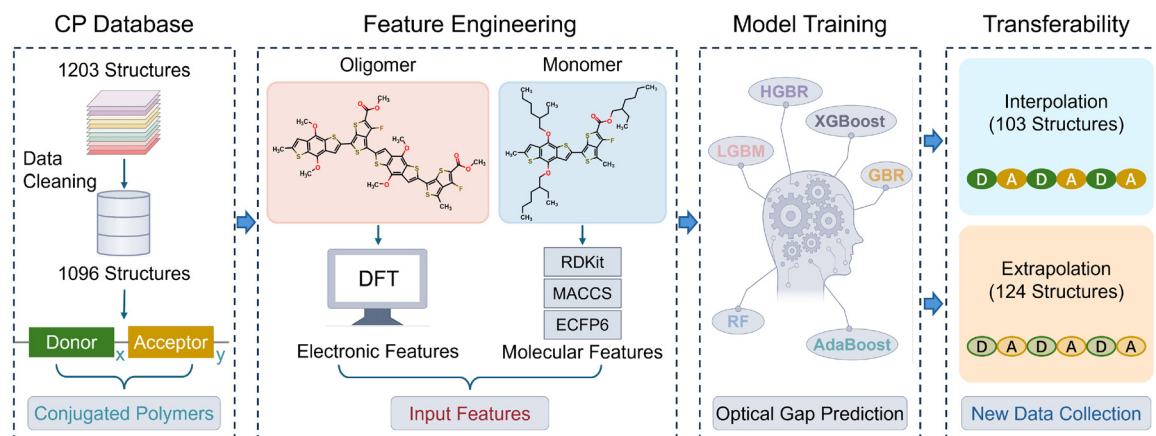 CP Database
1203 Structures
Data
Cleaning
1096 Structures
Donor
x
Acceptor
y
Conjugated Polymers
Feature Engineering
Oligomer
Monomer
DFT
RDKit
MACCS
ECFP6
Electronic Features
Molecular Features
Input Features
Model Training
HGBR
XGBoost
LGBM
GBR
RF
AdaBoost
Optical Gap Prediction
Transferability
Interpolation
(103 Structures)
D A D A D A
Extrapolation
(124 Structures)
D A D A D A
New Data Collection